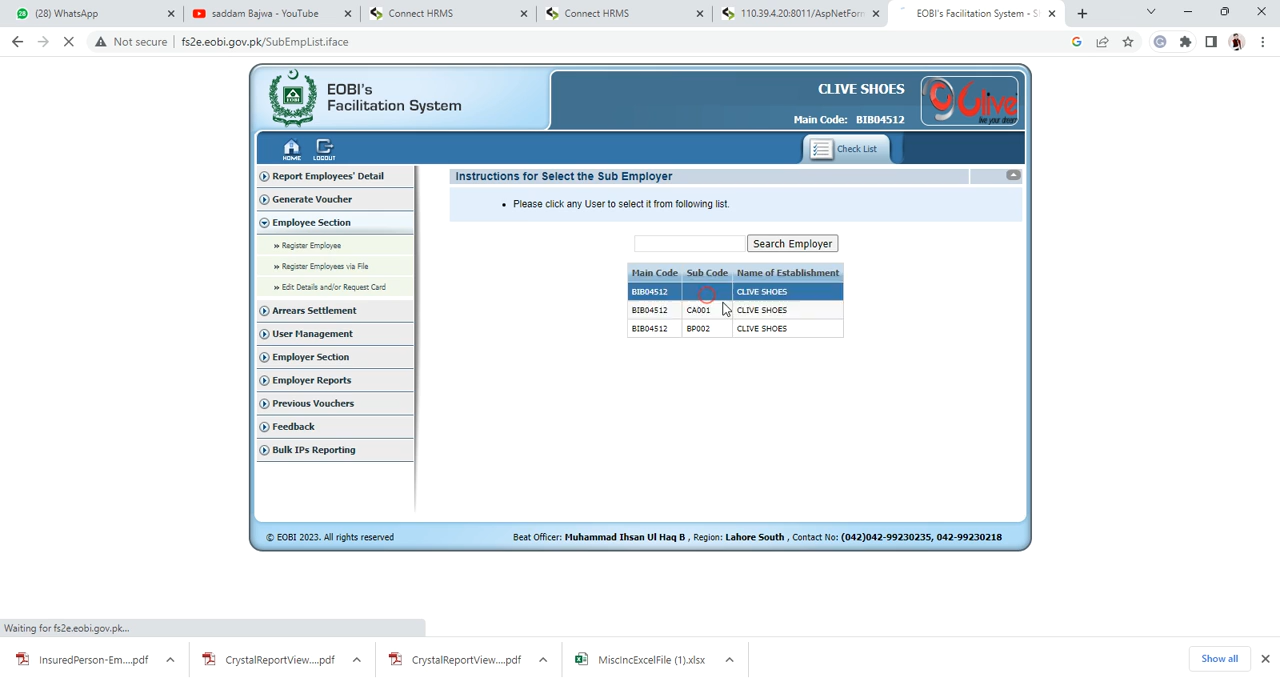 (28) WhatsApp
saddam Bajwa - YouTube
Connect HRMS
Connect HRMS
110.39.4.20:8011/AspNetForm
EOBI's Facilitation System - S
Not secure
fs2e.eobi.gov.pk/SubEmpList.iface
EOBI's
Facilitation System
CLIVE SHOES
Main Code: BIB04512
Clive
live your dream
HOME
LOGOUT
Check List
Report Employees' Detail
Generate Voucher
Employee Section
» Register Employee
» Register Employees via File
» Edit Details and/or Request Card
Arrears Settlement
User Management
Employer Section
Employer Reports
Previous Vouchers
Feedback
Bulk IPs Reporting
Instructions for Select the Sub Employer
• Please click any User to select it from following list.
Search Employer
Main Code Sub Code Name of Establishment
BIB04512 CLIVE SHOES
BIB04512 CA001 CLIVE SHOES
BIB04512 BP002 CLIVE SHOES
© EOBI 2023. All rights reserved
Beat Officer: Muhammad Ihsan Ul Haq B , Region: Lahore South , Contact No: (042)042-99230235, 042-99230218
Waiting for fs2e.eobi.gov.pk...
InsuredPerson-Em....pdf
CrystalReportView....pdf
CrystalReportView....pdf
MiscIncExcelFile (1).xlsx
Show all